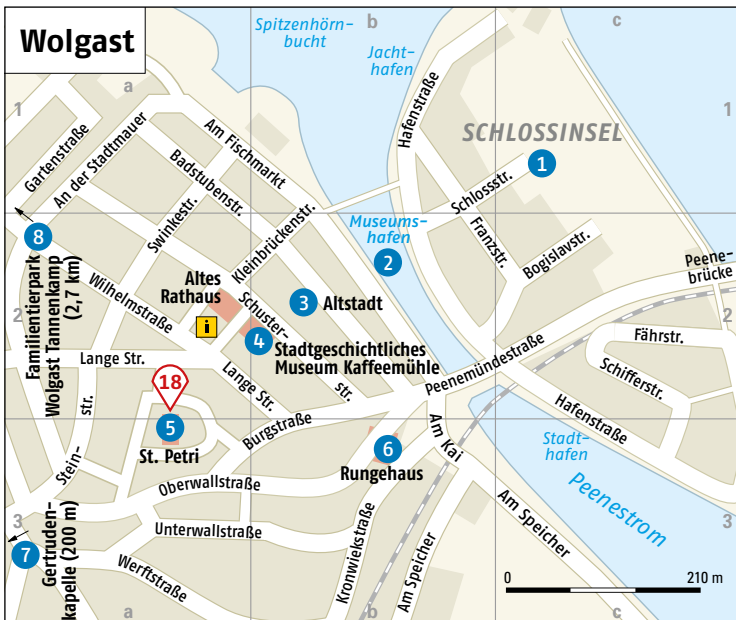 Wolgast
a
b
c
1
1
2
2
3
3
a
b
c
Spitzenhörn-
bucht
Jacht-
hafen
Hafenstraße
SCHLOSSINSEL
1
Schlossstr.
Franzstr.
Bogislavstr.
Museums-
hafen
2
Peene-
brücke
Gartenstraße
An der Stadtmauer
Am Fischmarkt
Badstubenstr.
Swinkestr.
Kleinbrückenstr.
8
Familientierpark
Wolgast Tannenkamp
(2,7 km)
Wilhelmstraße
Altes
Rathaus
i
Schuster-
str.
3
Altstadt
4
Stadtgeschichtliches
Museum Kaffeemühle
Lange Str.
Lange Str.
Peenemündestraße
Fährstr.
Schifferstr.
Hafenstraße
18
5
St. Petri
Burgstraße
Stein-
str.
6
Rungehaus
Am Kai
Stadt-
hafen
Peenestrom
Oberwallstraße
Unterwallstraße
Kronwiekstraße
Am Speicher
Am Speicher
7
Gertruden-
kapelle (200 m)
Werftstraße
0
210 m